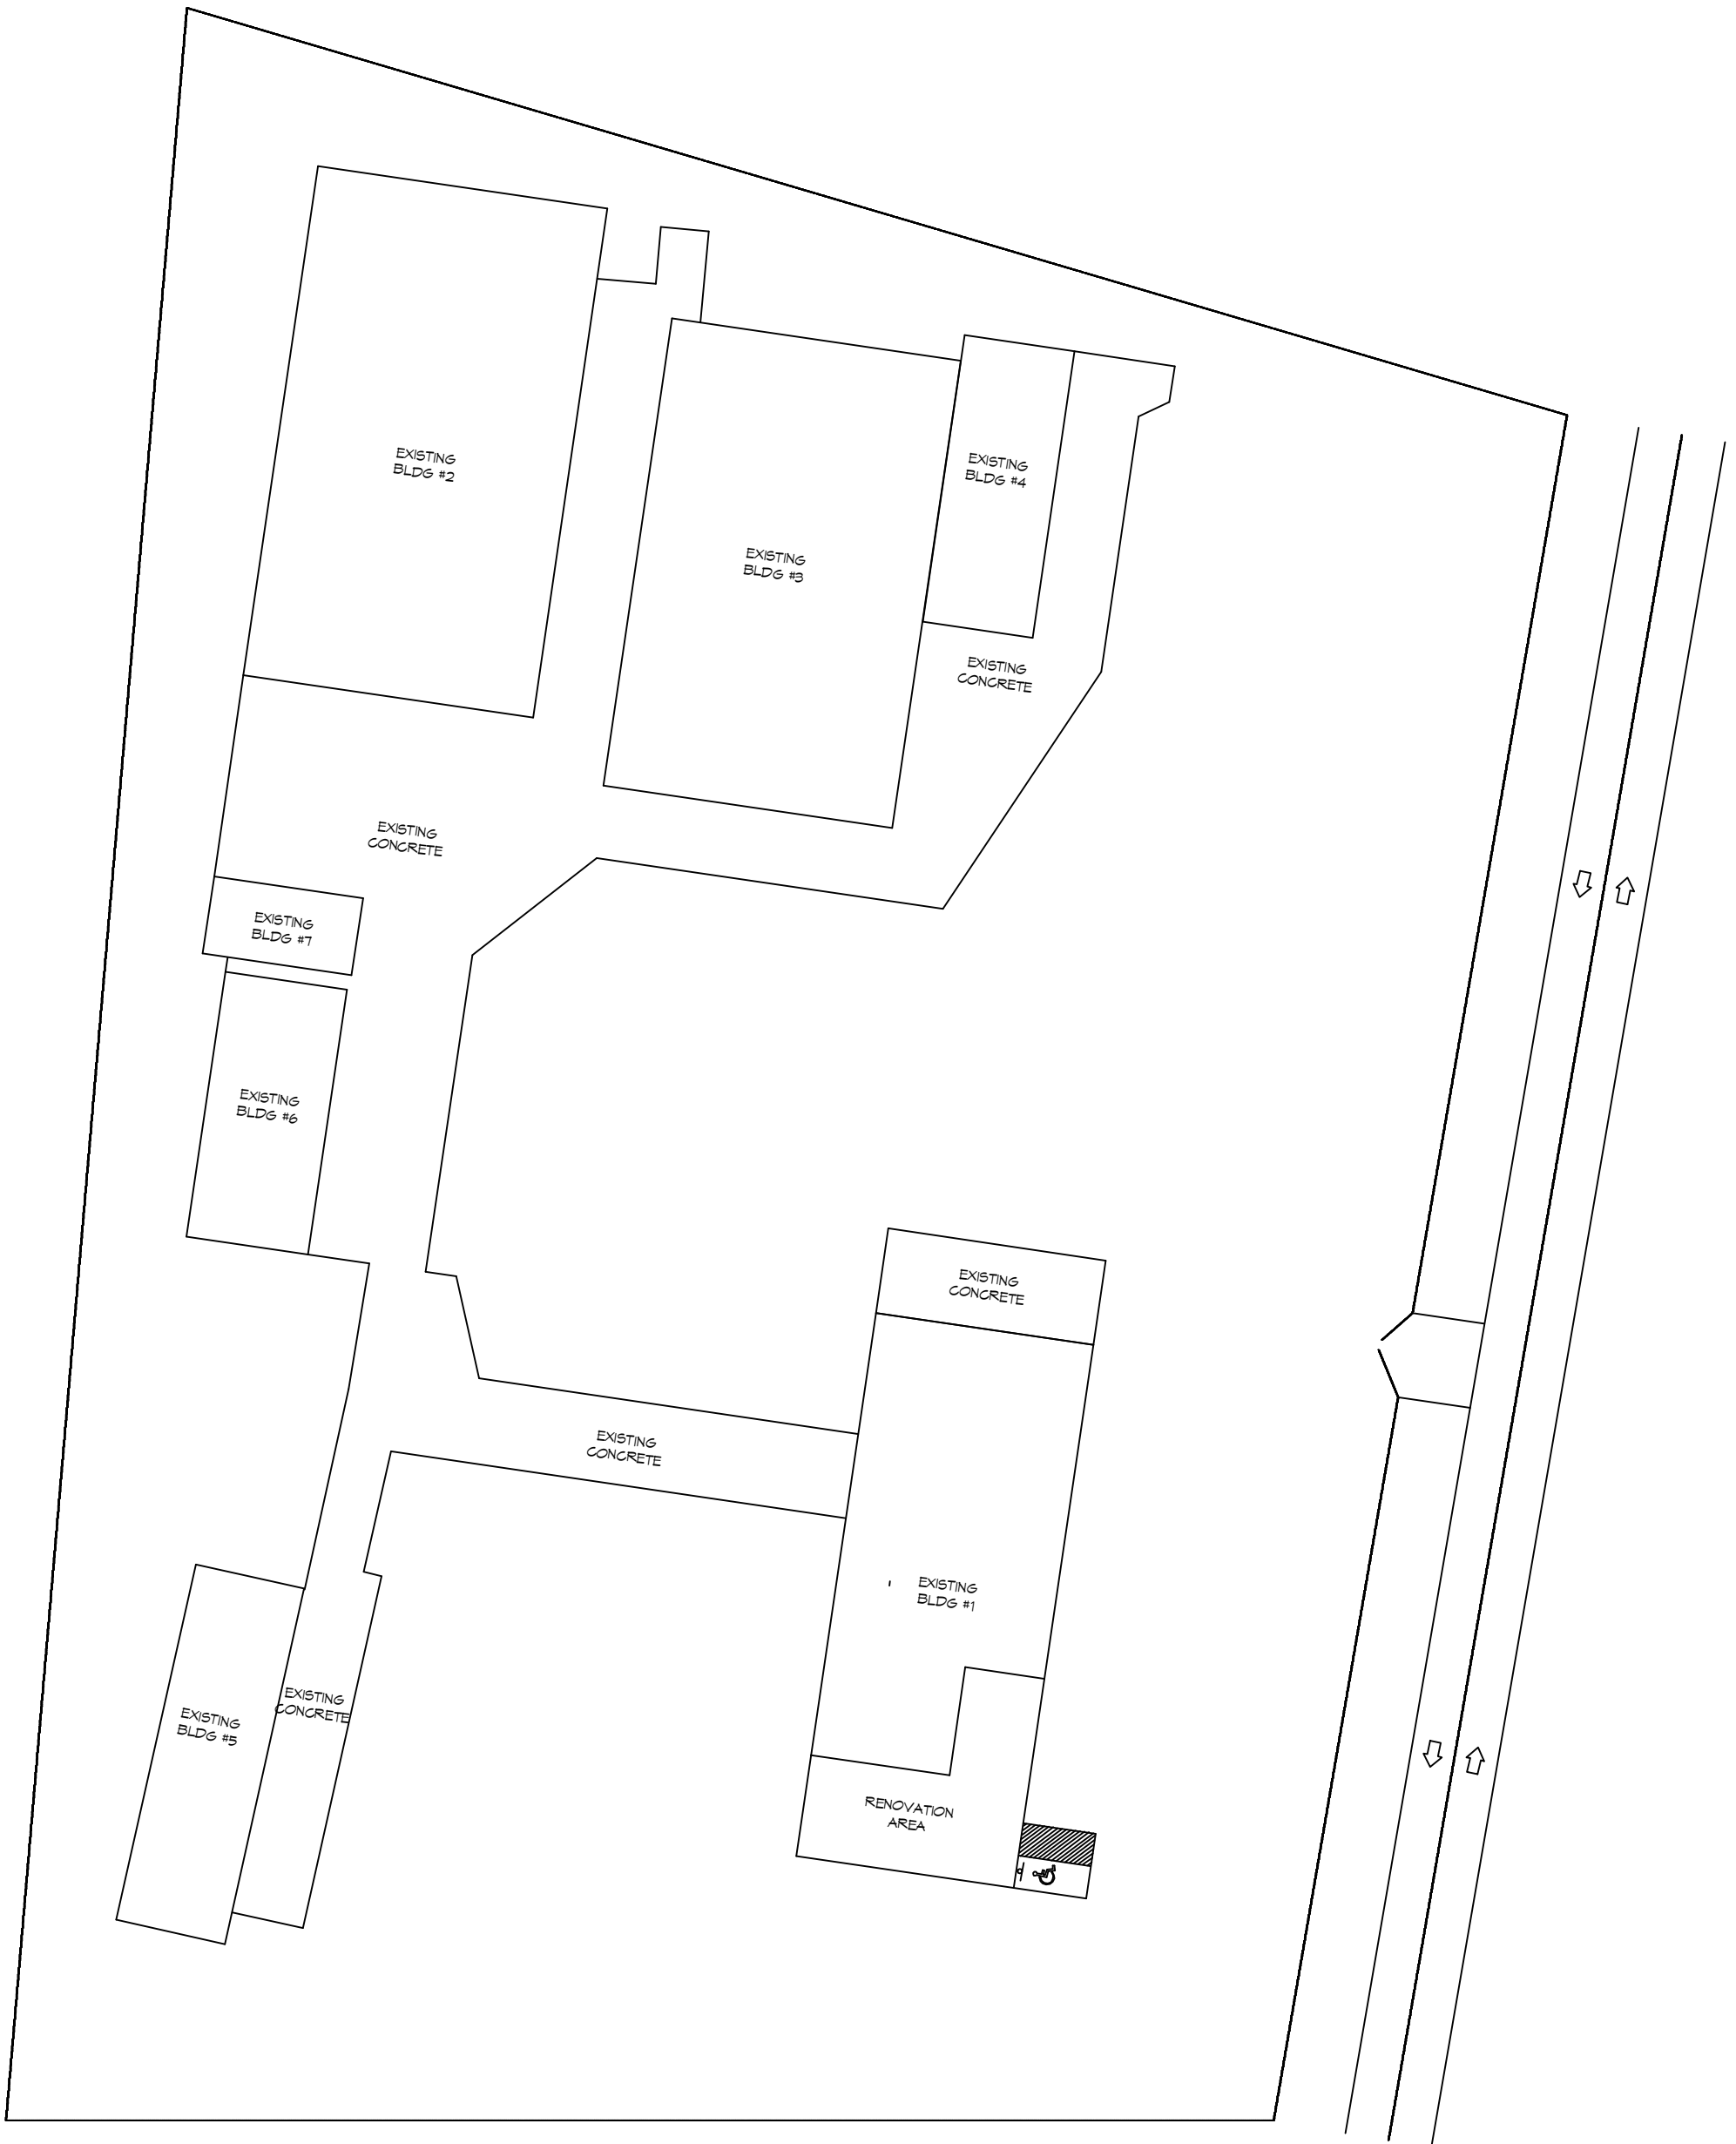 EXISTING
BLDG #2
EXISTING
BLDG #4
EXISTING
BLDG #3
EXISTING
CONCRETE
EXISTING
CONCRETE
EXISTING
BLDG #7
EXISTING
BLDG #6
EXISTING
CONCRETE
EXISTING
CONCRETE
EXISTING
BLDG #1
EXISTING
CONCRETE
EXISTING
BLDG #5
RENOVATION
AREA